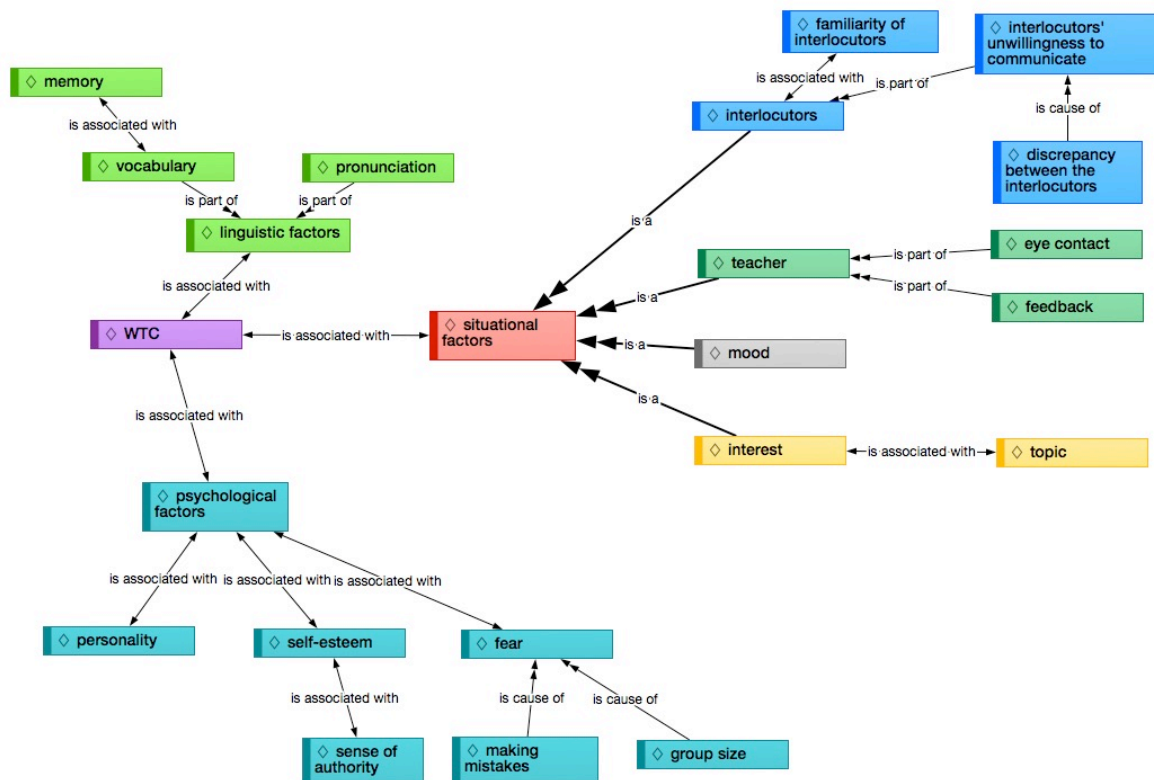 ◇ familiarity of
interlocutors
◇ interlocutors'
unwillingness to
communicate
◇ memory
is associated with
is part of
is associated with
◇ interlocutors
is cause of
◇ vocabulary
◇ pronunciation
◇ discrepancy
between the
interlocutors
is part of
is part of
◇ linguistic factors
is a
◇ eye contact
is part of
◇ teacher
is associated with
is part of
is a
◇ feedback
◇ WTC
is associated with
◇ situational
factors
is a
◇ mood
is a
is associated with
◇ interest
is associated with
◇ topic
◇ psychological
factors
is associated with
is associated with
is associated with
◇ personality
◇ self-esteem
◇ fear
is associated with
is cause of
is cause of
◇ sense of
authority
◇ making
mistakes
◇ group size